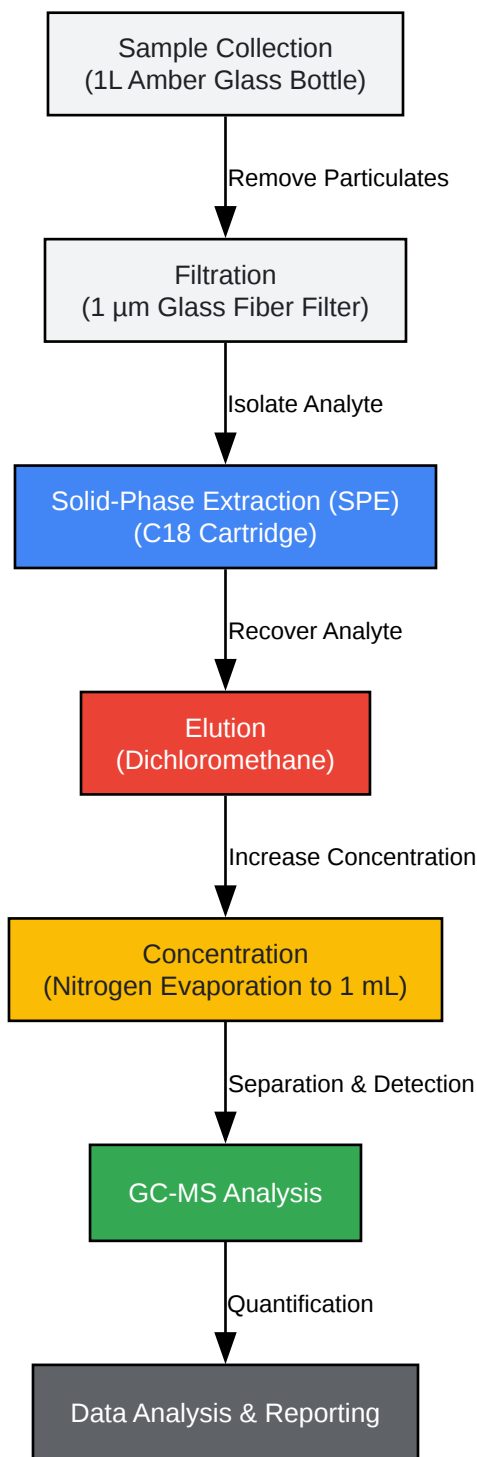 Sample Collection
(1L Amber Glass Bottle)
Remove Particulates
Filtration
(1 µm Glass Fiber Filter)
Isolate Analyte
Solid-Phase Extraction (SPE)
(C18 Cartridge)
Recover Analyte
Elution
(Dichloromethane)
Increase Concentration
Concentration
(Nitrogen Evaporation to 1 mL)
Separation & Detection
GC-MS Analysis
Quantification
Data Analysis & Reporting